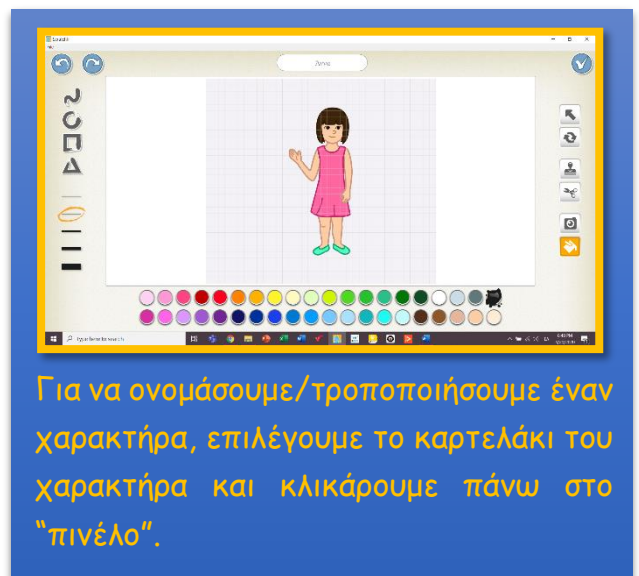 Για να ονομάσουμε/τροποποιήσουμε έναν
χαρακτήρα, επιλέγουμε το καρτελάκι του
χαρακτήρα και κλικάρουμε πάνω στο
“πινέλο”.